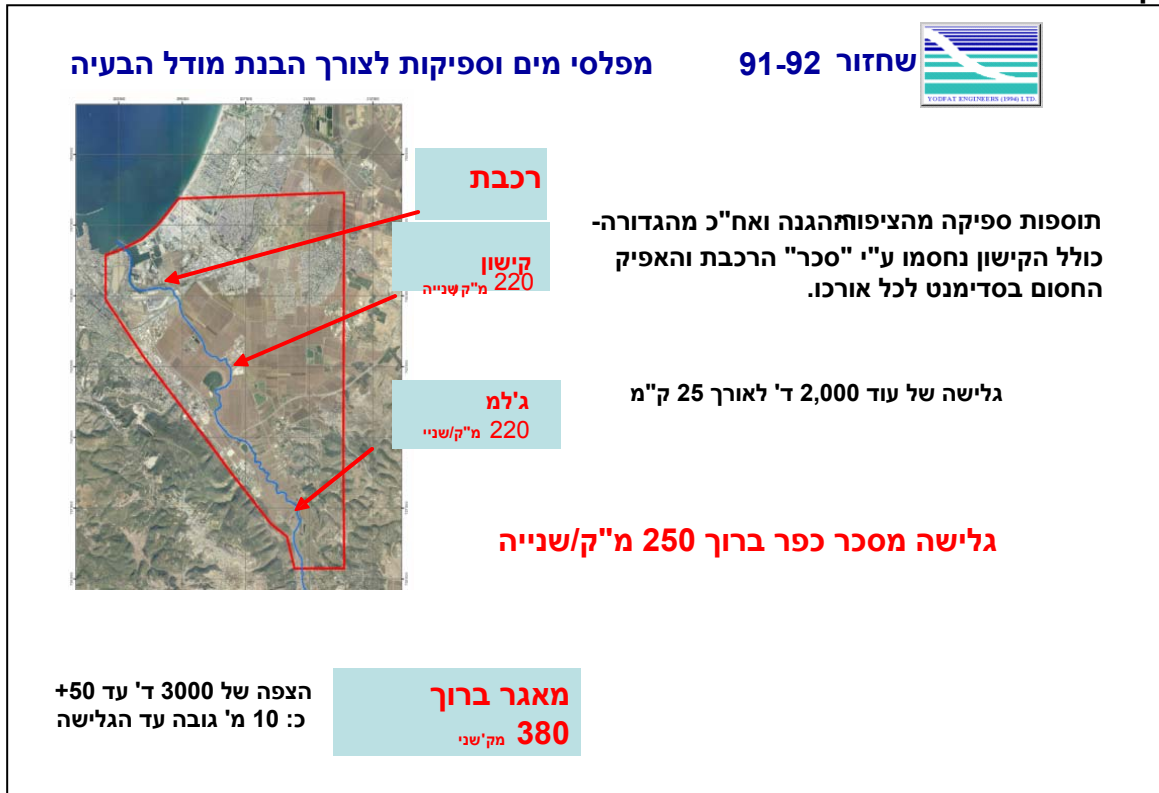 שחזור 91-92
מפלסי מים וספיקות לצורך הבנת מודל הבעיה
YODFAT ENGINEERS (1994) LTD.
רכבת
קישון
220 מ"ק/שנייה
תוספות ספיקה מהציפורי וההגנה ואח"כ מהגדורה-
כולל הקישון נחסמו ע"י "סכר" הרכבת והאפיק
החסום בסדימנט לכל אורכו.
ג'למ
220 מ"ק/שניי
גלישה של עוד 2,000 ד' לאורך 25 ק"מ
גלישה מסכר כפר ברוך 250 מ"ק/שנייה
מאגר ברוך
380 מק'שני
הצפה של 3000 ד' עד 50+
כ: 10 מ' גובה עד הגלישה